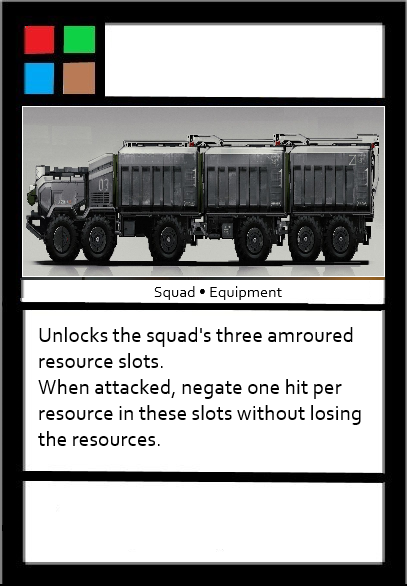 03
Squad • Equipment
Unlocks the squad's three amroured
resource slots.
When attacked, negate one hit per
resource in these slots without losing
the resources.